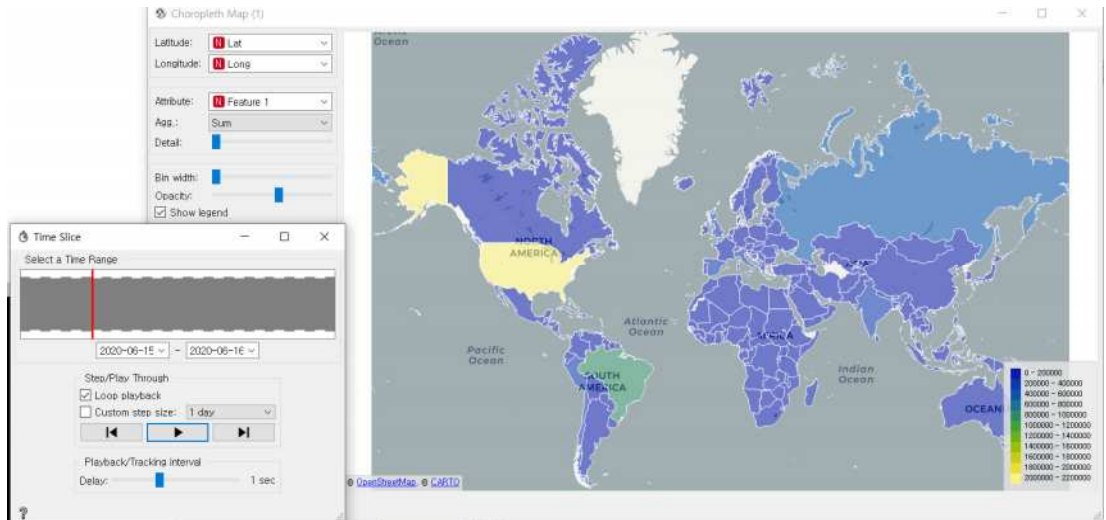 Choropleth Map (1)
Latitude: N Lat
Longitude: N Long
Attribute: N Feature 1
Agg.: Sum
Detail:
Bin width:
Opacity:
Show legend
Time Slice
Select a Time Range
2020-06-15 - 2020-06-16
Step/Play Through
Loop playback
Custom step size: 1 day
Playback/Tracking interval
Delay: 1 sec
?
Ocean
NORTH
AMERICA
Atlantic
Ocean
Pacific
Ocean
SOUTH
AMERICA
AFRICA
Indian
Ocean
OCEAN
0 - 200000
200000 - 400000
400000 - 600000
600000 - 800000
800000 - 1000000
1000000 - 1200000
1200000 - 1400000
1400000 - 1600000
1600000 - 1800000
1800000 - 2000000
2000000 - 2200000
© OpenStreetMap, © CARTO